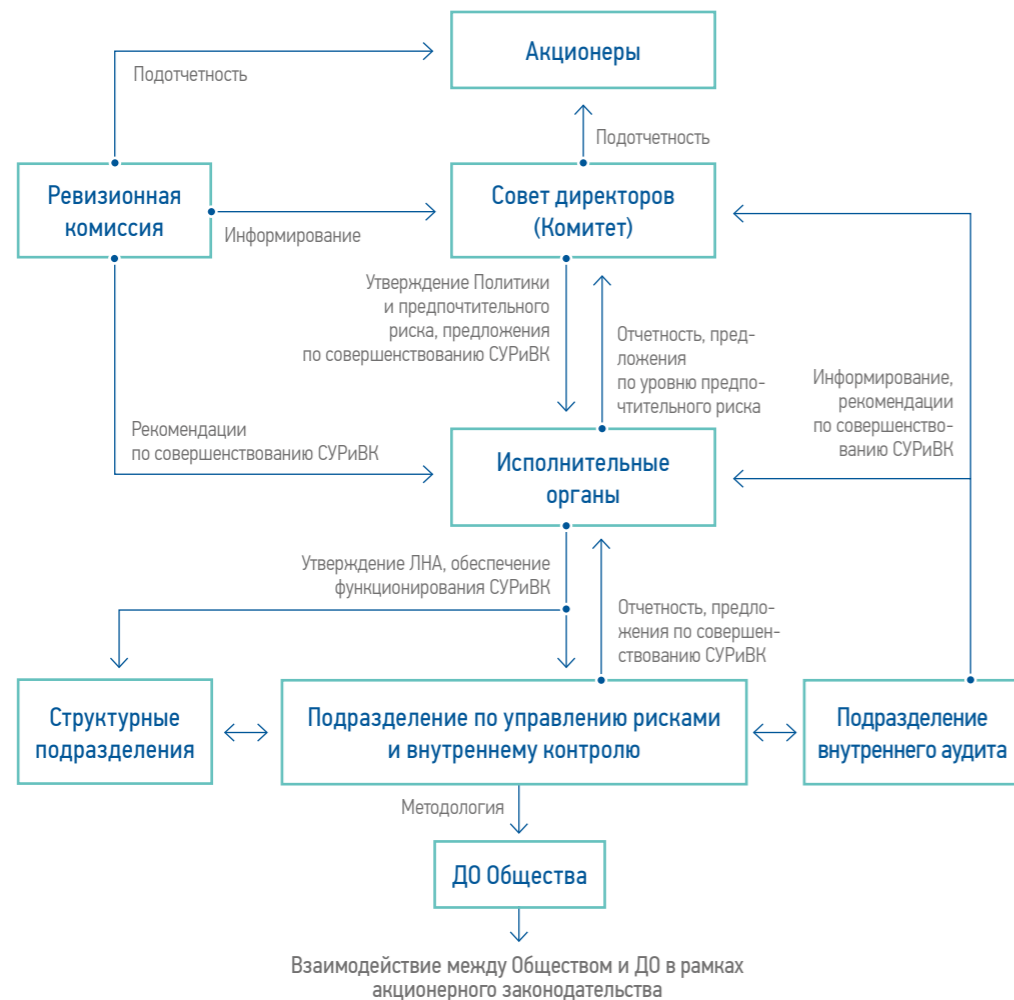 Акционеры
Подотчетность
Подотчетность
Ревизионная
комиссия
Информирование
Совет директоров
(Комитет)
Утверждение Политики
и предпочтительного
риска, предложения
по совершенствованию СУРиВК
Отчетность, пред-
ложения
по уровню предпо-
чтительного риска
Информирование,
рекомендации
по совершенство-
ванию СУРиВК
Рекомендации
по совершенствованию СУРиВК
Исполнительные
органы
Утверждение ЛНА, обеспечение
функционирования СУРиВК
Отчетность, предло-
жения по совершен-
ствованию СУРиВК
Структурные
подразделения
Подразделение по управлению рисками
и внутреннему контролю
Подразделение
внутреннего аудита
Методология
ДО Общества
Взаимодействие между Обществом и ДО в рамках
акционерного законодательства